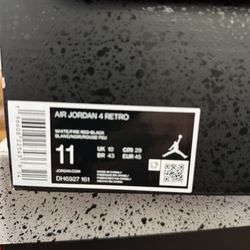 AIR JORDAN 4 RETRO
WHITE/FIRE RED-BLACK
BLANC/NOIR/ROUGE FEU
11
UK 10
CM 29
BR 43
EUR 45
JORDAN.COM
DH6927 161